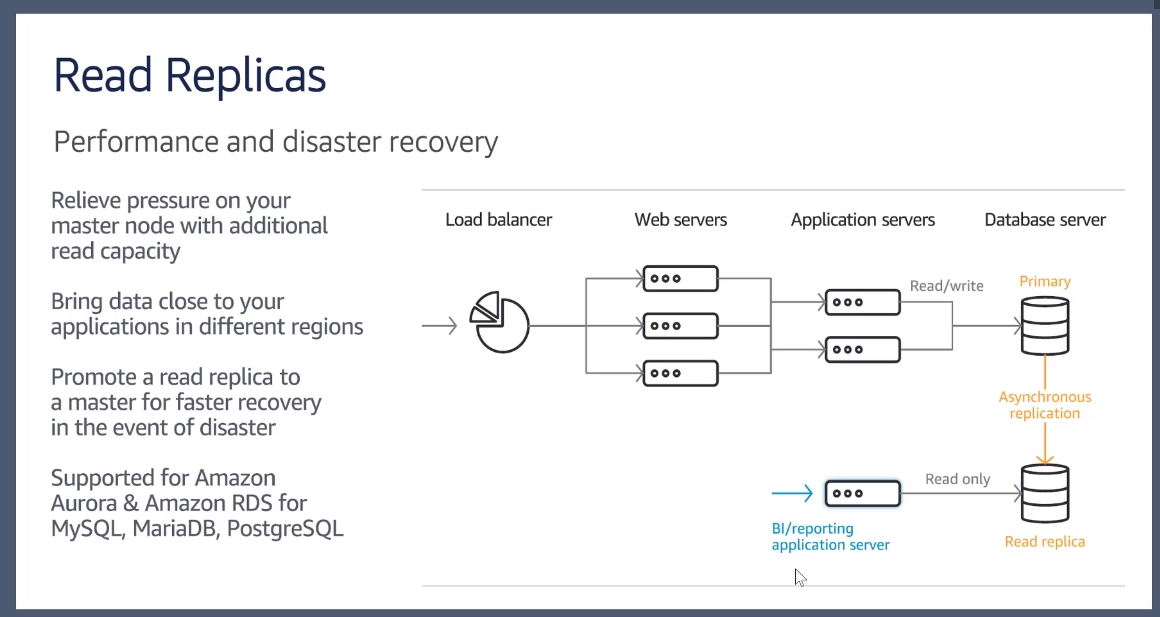 Read Replicas
Performance and disaster recovery
Relieve pressure on your
master node with additional
read capacity
Bring data close to your
applications in different regions
Promote a read replica to
a master for faster recovery
in the event of disaster
Supported for Amazon
Aurora & Amazon RDS for
MySQL, MariaDB, PostgreSQL
Load balancer
Web servers
Application servers
Database server
Read/write
Primary
Asynchronous
replication
Read only
BI/reporting
application server
Read replica